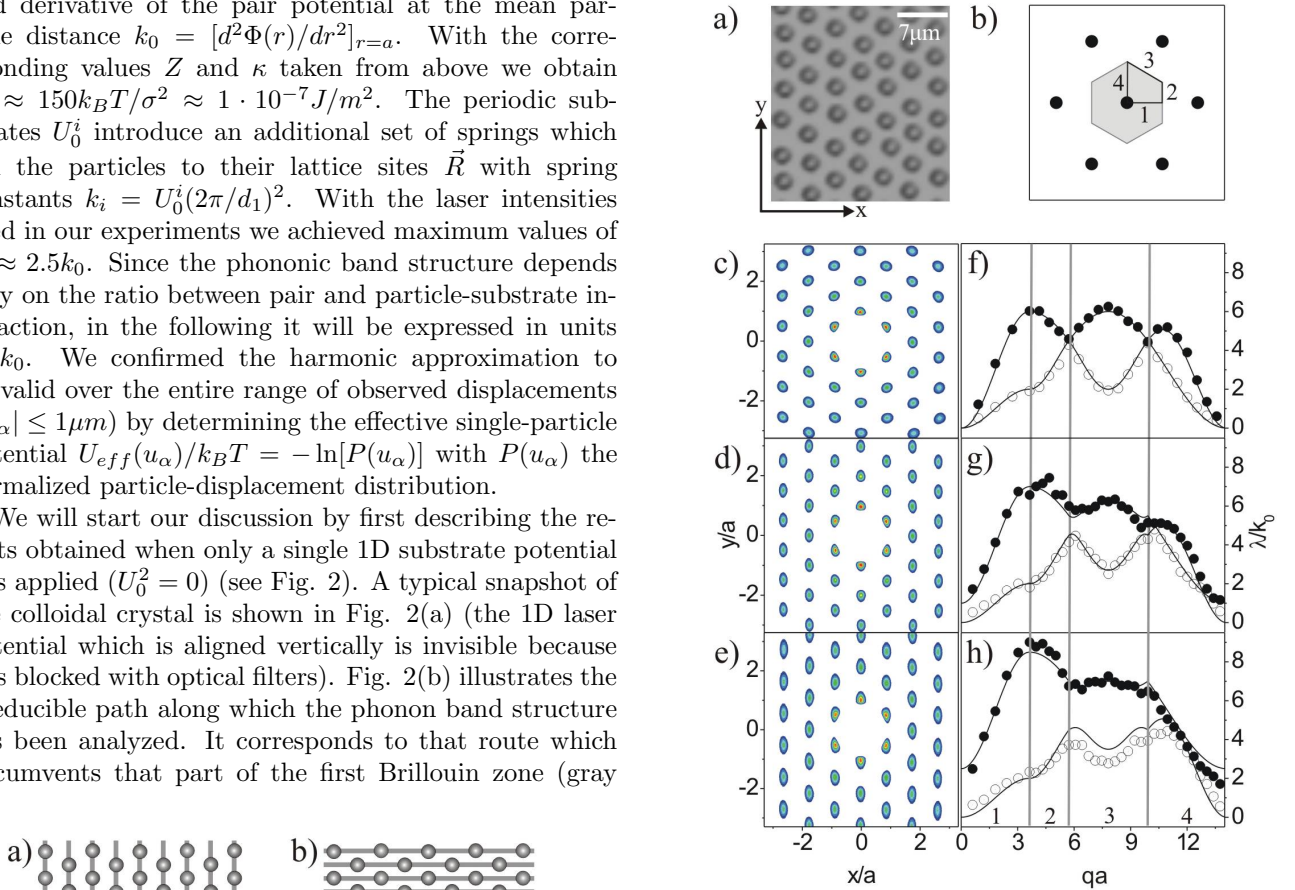 d derivative of the pair potential at the mean par-
e distance k₀ = [d²Φ(r)/dr²]ᵣ₌ₐ. With the corre-
onding values Z and κ taken from above we obtain
≈ 150k_BT/σ² ≈ 1 · 10⁻⁷J/m². The periodic sub-
ates U₀ⁱ introduce an additional set of springs which
the particles to their lattice sites R⃗ with spring
nstants kᵢ = U₀ⁱ(2π/d₁)². With the laser intensities
ed in our experiments we achieved maximum values of
≈ 2.5k₀. Since the phononic band structure depends
y on the ratio between pair and particle-substrate in-
action, in the following it will be expressed in units
k₀. We confirmed the harmonic approximation to
valid over the entire range of observed displacements
α| ≤ 1μm) by determining the effective single-particle
tential U_eff(u_α)/k_BT = −ln[P(u_α)] with P(u_α) the
rmalized particle-displacement distribution.
We will start our discussion by first describing the re-
ts obtained when only a single 1D substrate potential
s applied (U₀² = 0) (see Fig. 2). A typical snapshot of
e colloidal crystal is shown in Fig. 2(a) (the 1D laser
tential which is aligned vertically is invisible because
s blocked with optical filters). Fig. 2(b) illustrates the
educible path along which the phonon band structure
s been analyzed. It corresponds to that route which
cumvents that part of the first Brillouin zone (gray
a)
b)
a)
7μm
y
x
b)
3
4
2
1
c)
2
0
-2
f)
8
6
4
2
0
d)
2
0
-2
y/a
g)
8
6
4
2
0
λ/k₀
e)
2
0
-2
h)
8
6
4
2
0
1
2
3
4
-2 0 2
x/a
0 3 6 9 12
qa